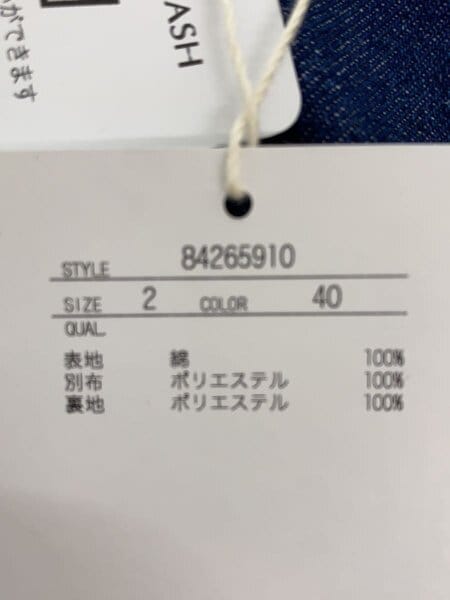 ASH
ができます
STYLE 84265910
SIZE 2 COLOR 40
QUAL
表地 綿 100%
別布 ポリエステル 100%
裏地 ポリエステル 100%